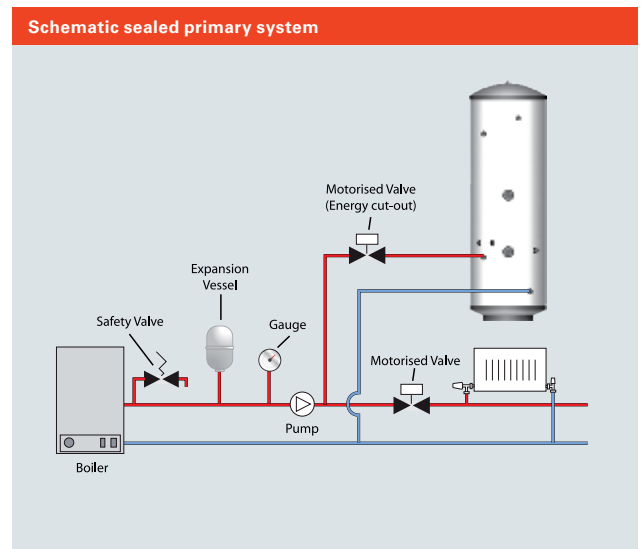 Schematic sealed primary system
Motorised Valve
(Energy cut-out)
Expansion
Vessel
Safety Valve
Gauge
Motorised Valve
Pump
Boiler